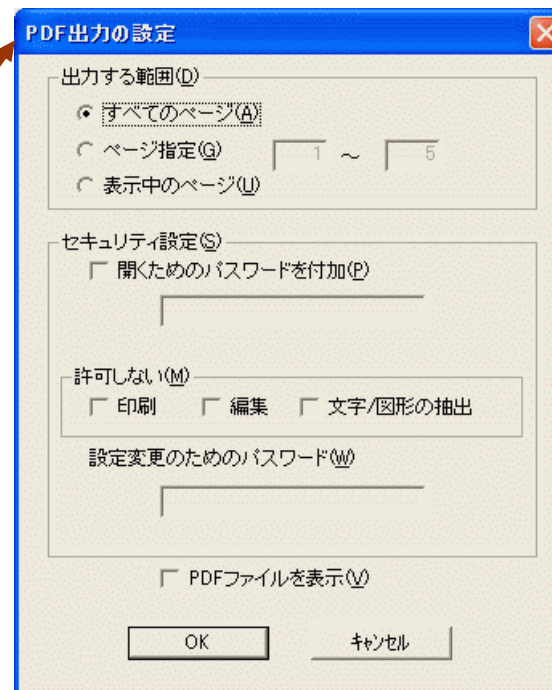 PDF出力の設定
出力する範囲(D)
すべてのページ(A)
ページ指定(G) 1 ～ 5
表示中のページ(U)
セキュリティ設定(S)
開くためのパスワードを付加(P)
許可しない(M)
印刷 編集 文字/図形の抽出
設定変更のためのパスワード(W)
PDFファイルを表示(V)
OK キャンセル